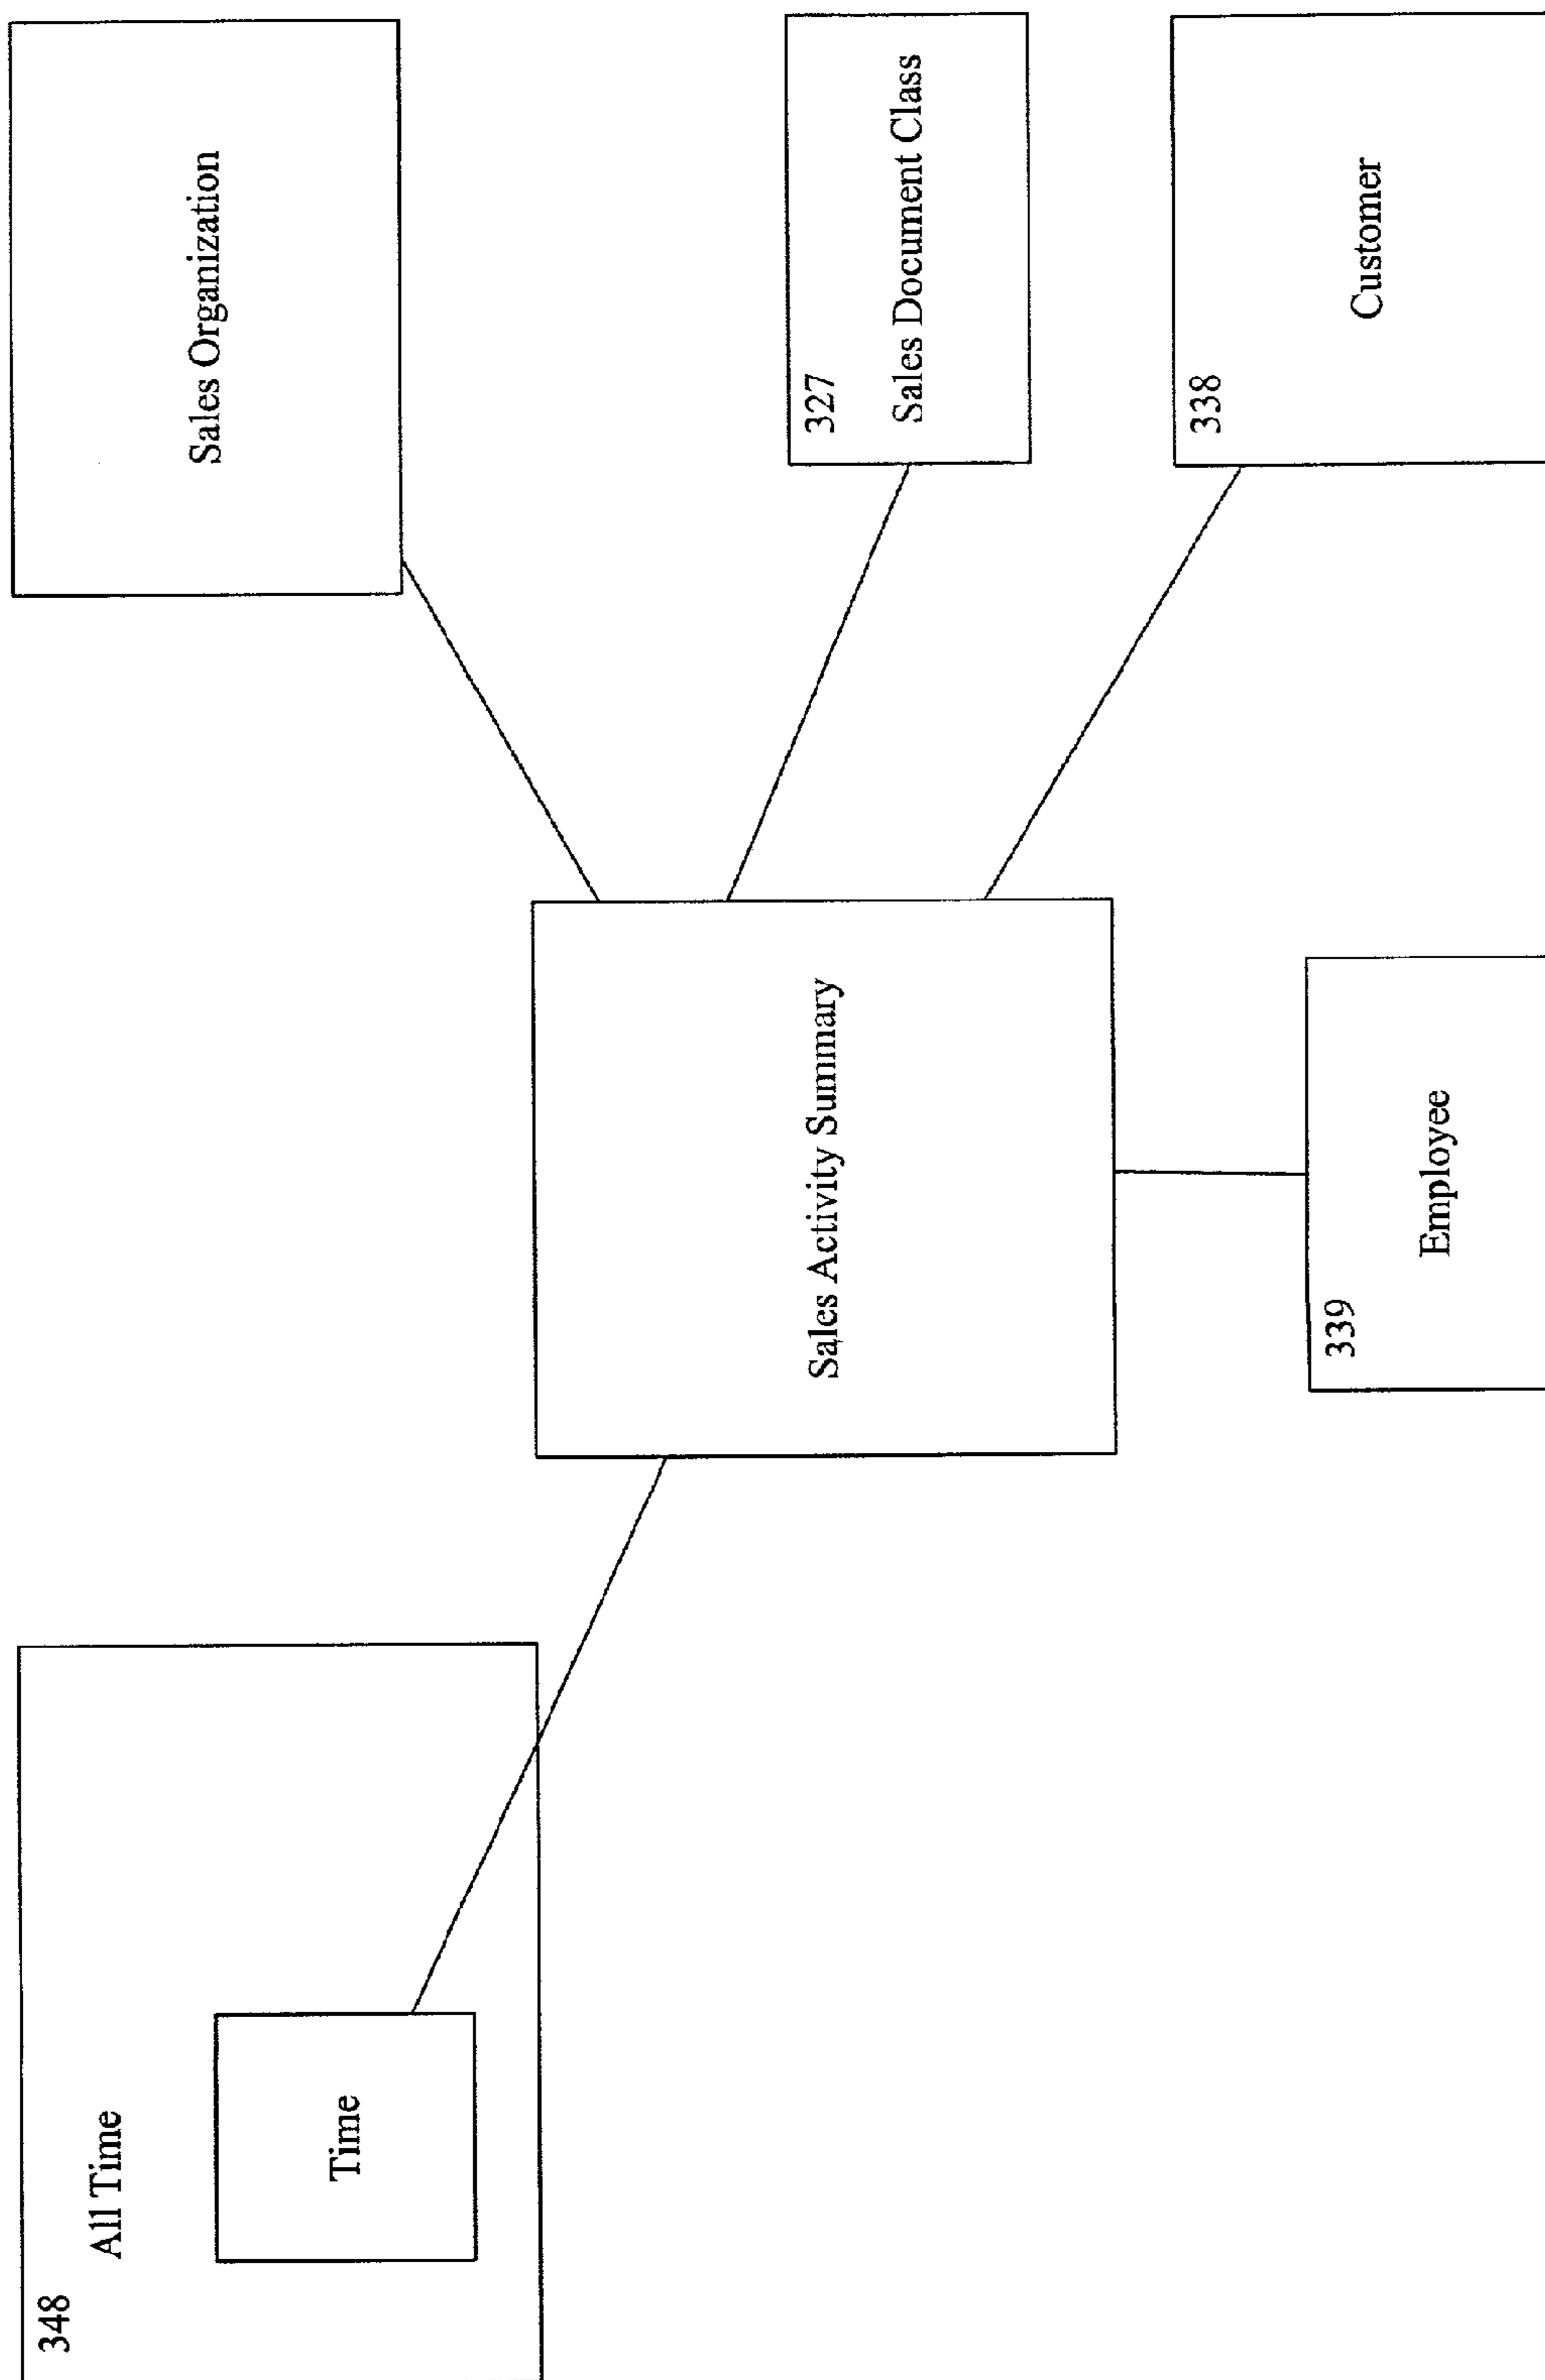 348
All Time
Time
Sales Organization
Sales Activity Summary
327
Sales Document Class
338
Customer
339
Employee